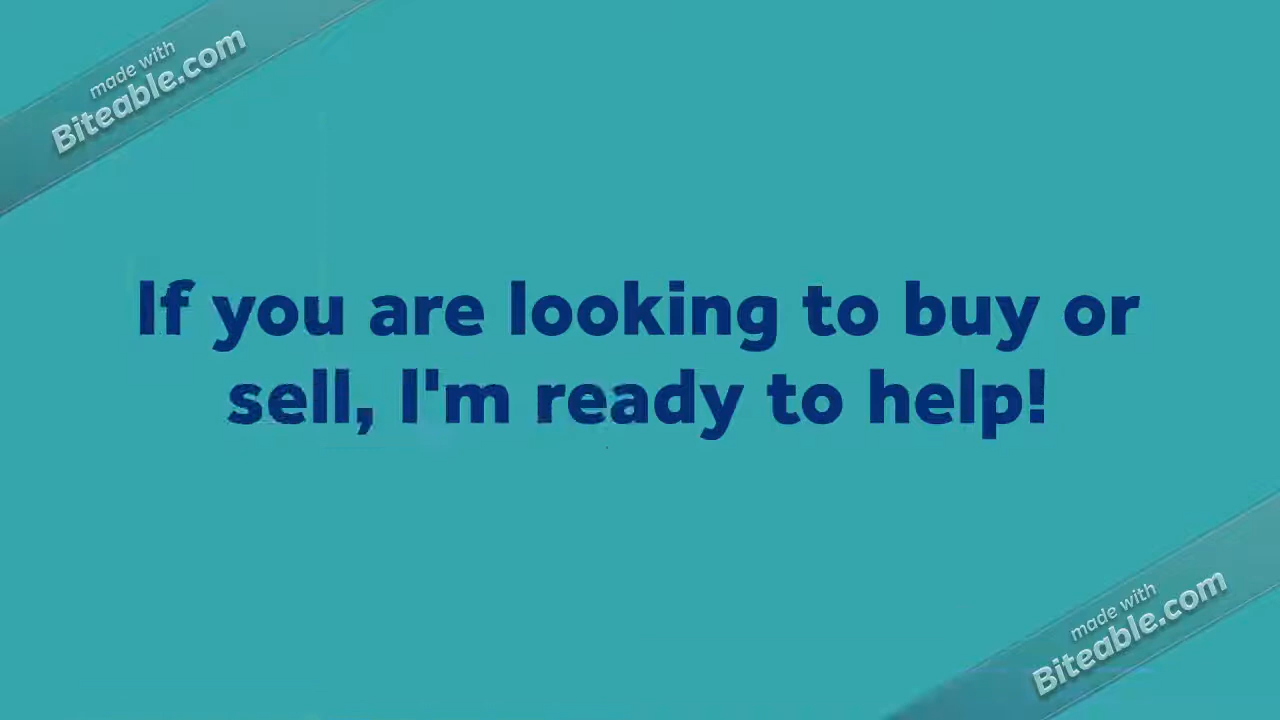 made with
Biteable.com
If you are looking to buy or
sell, I'm ready to help!
made with
Biteable.com